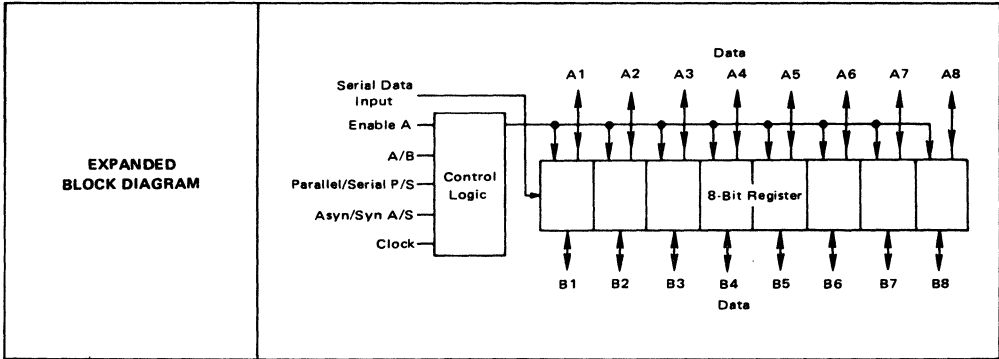 EXPANDED
BLOCK DIAGRAM
Data
A1 A2 A3 A4 A5 A6 A7 A8
Serial Data
Input
Enable A
A/B
Parallel/Serial P/S
Asyn/Syn A/S
Clock
Control
Logic
8-Bit Register
B1 B2 B3 B4 B5 B6 B7 B8
Data